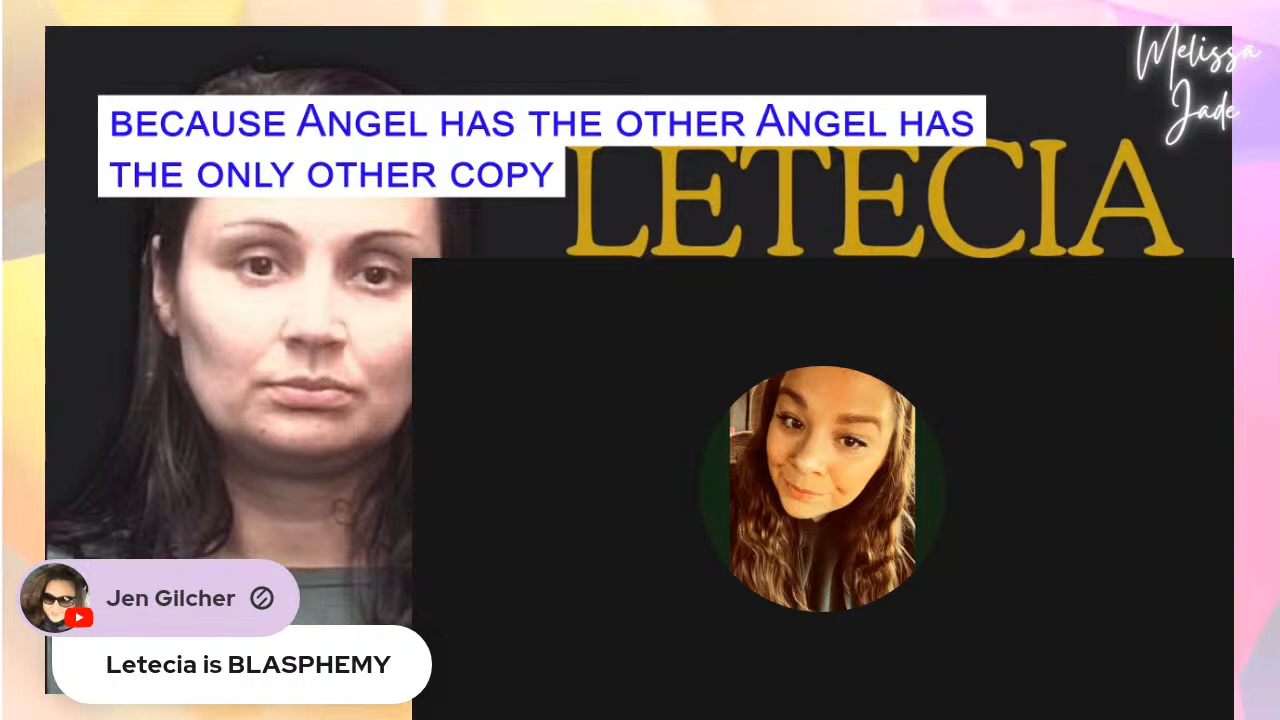 Melissa
Jade
BECAUSE ANGEL HAS THE OTHER ANGEL HAS
THE ONLY OTHER COPY
LETECIA
Jen Gilcher
Letecia is BLASPHEMY